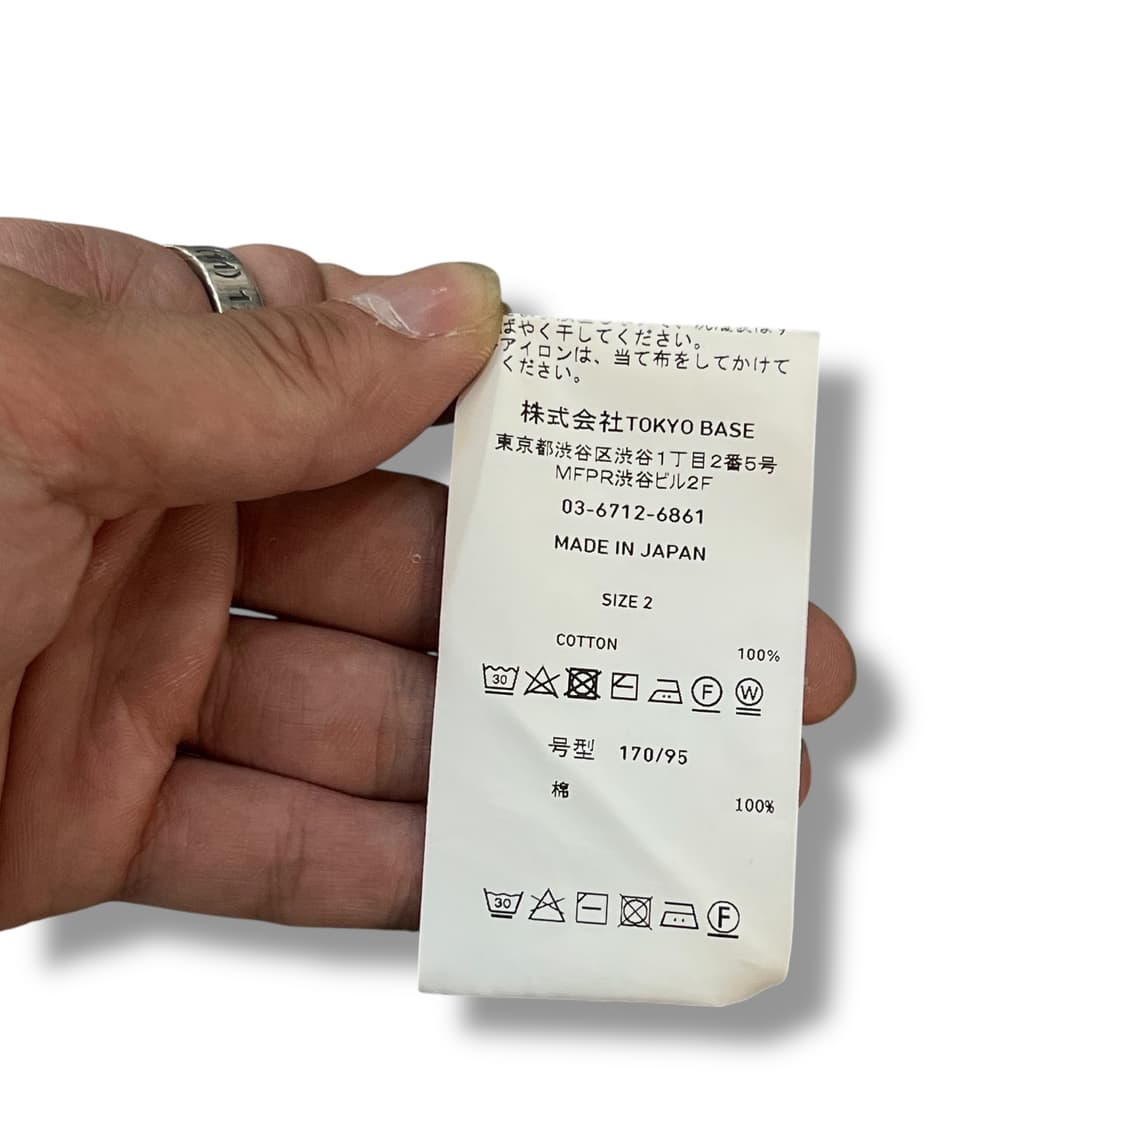 ばやく干してください。
アイロンは、当て布をしてかけて
ください。
株式会社TOKYO BASE
東京都渋谷区渋谷1丁目2番5号
MFPR渋谷ビル2F
03-6712-6861
MADE IN JAPAN
SIZE 2
COTTON 100%
30 F W
号型 170/95
棉 100%
30 F